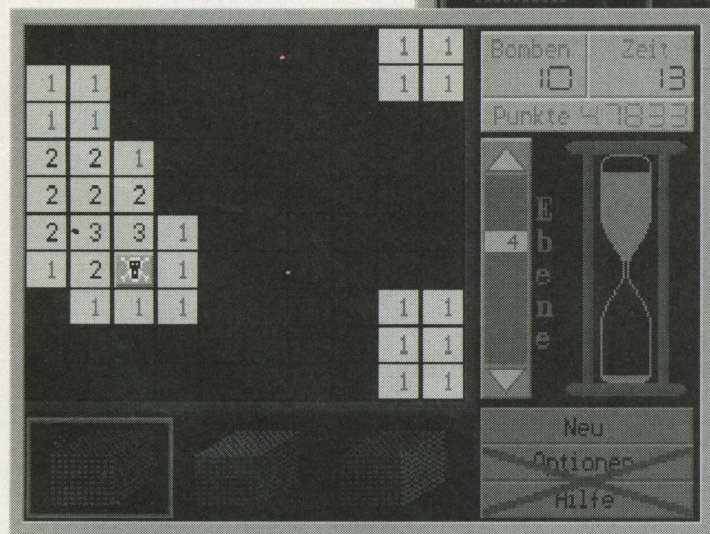 1 1
1 1 1 1
1 1
2 2 1
2 2 2
2 3 3 1
1 2 1
1 1 1 1 1
1 1
1 1
Bomben Zeit
10 13
Punkte 47833
4
Ebene
Neu
Optionen
Hilfe